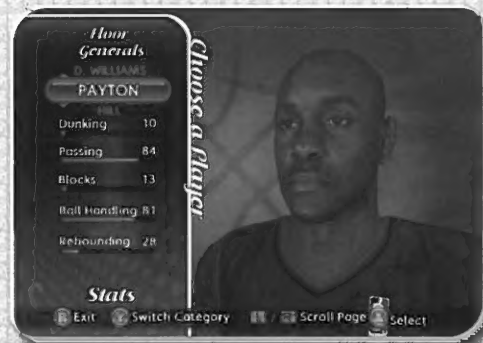 Floor
Generals
D. WILLIAMS
PAYTON
HILL
Dunking 10
Passing 84
Blocks 13
Ball Handling 81
Rebounding 28
Stats
Choose a Player
Exit Switch Category / Scroll Page Select